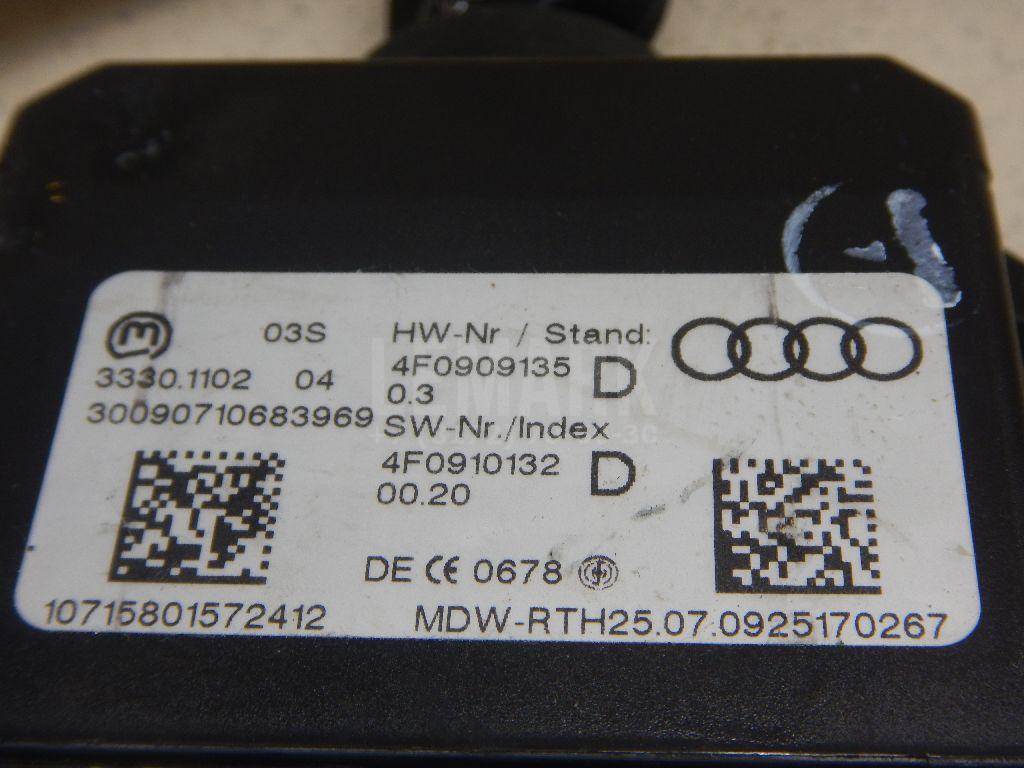 m 03S
3330.1102 04
30090710683969
HW-Nr / Stand:
4F0909135 D
0.3
SW-Nr./Index
4F0910132 D
00.20
DE CE 0678
10715801572412
MDW-RTH25.07.0925170267
LEMARK